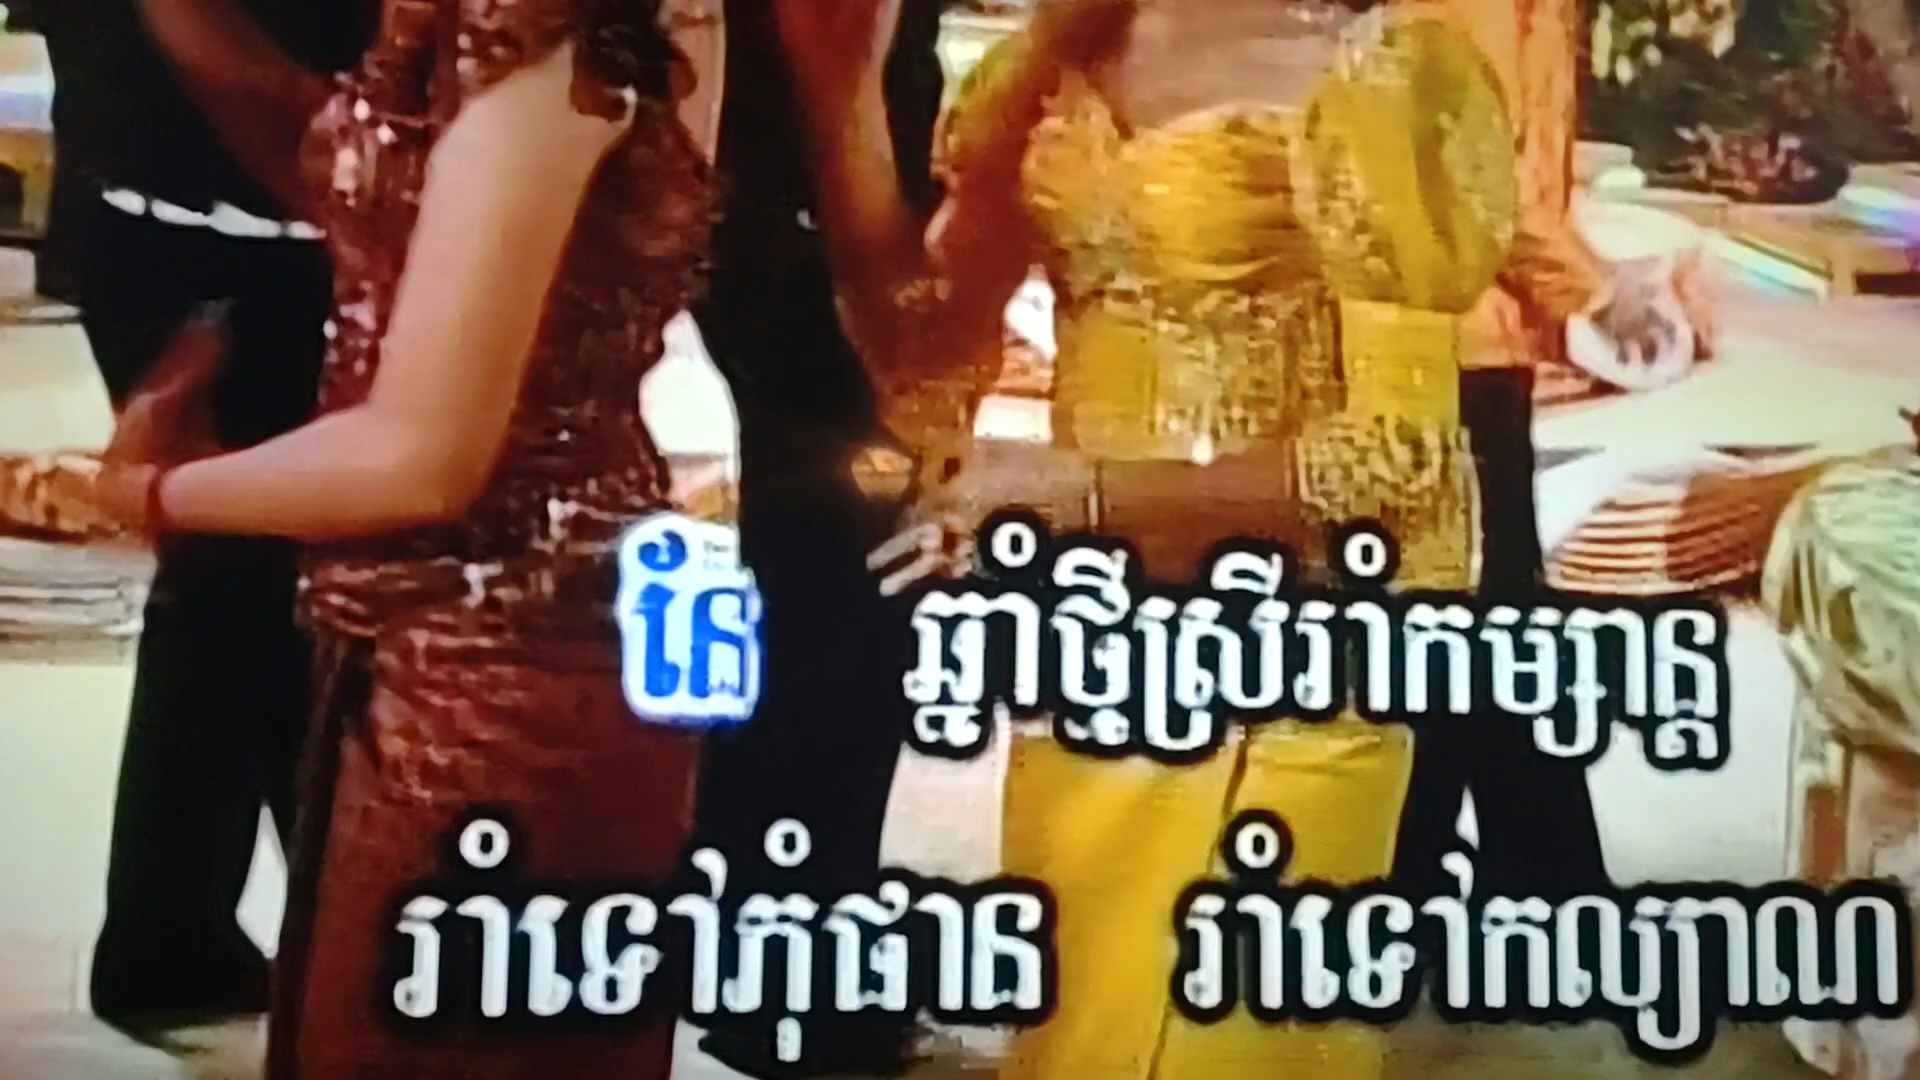 នែ៎ ឆ្នាំថ្មីស្រីរាំកម្សាន្ត
រាំទៅកុំផាន រាំទៅកល្យាណ